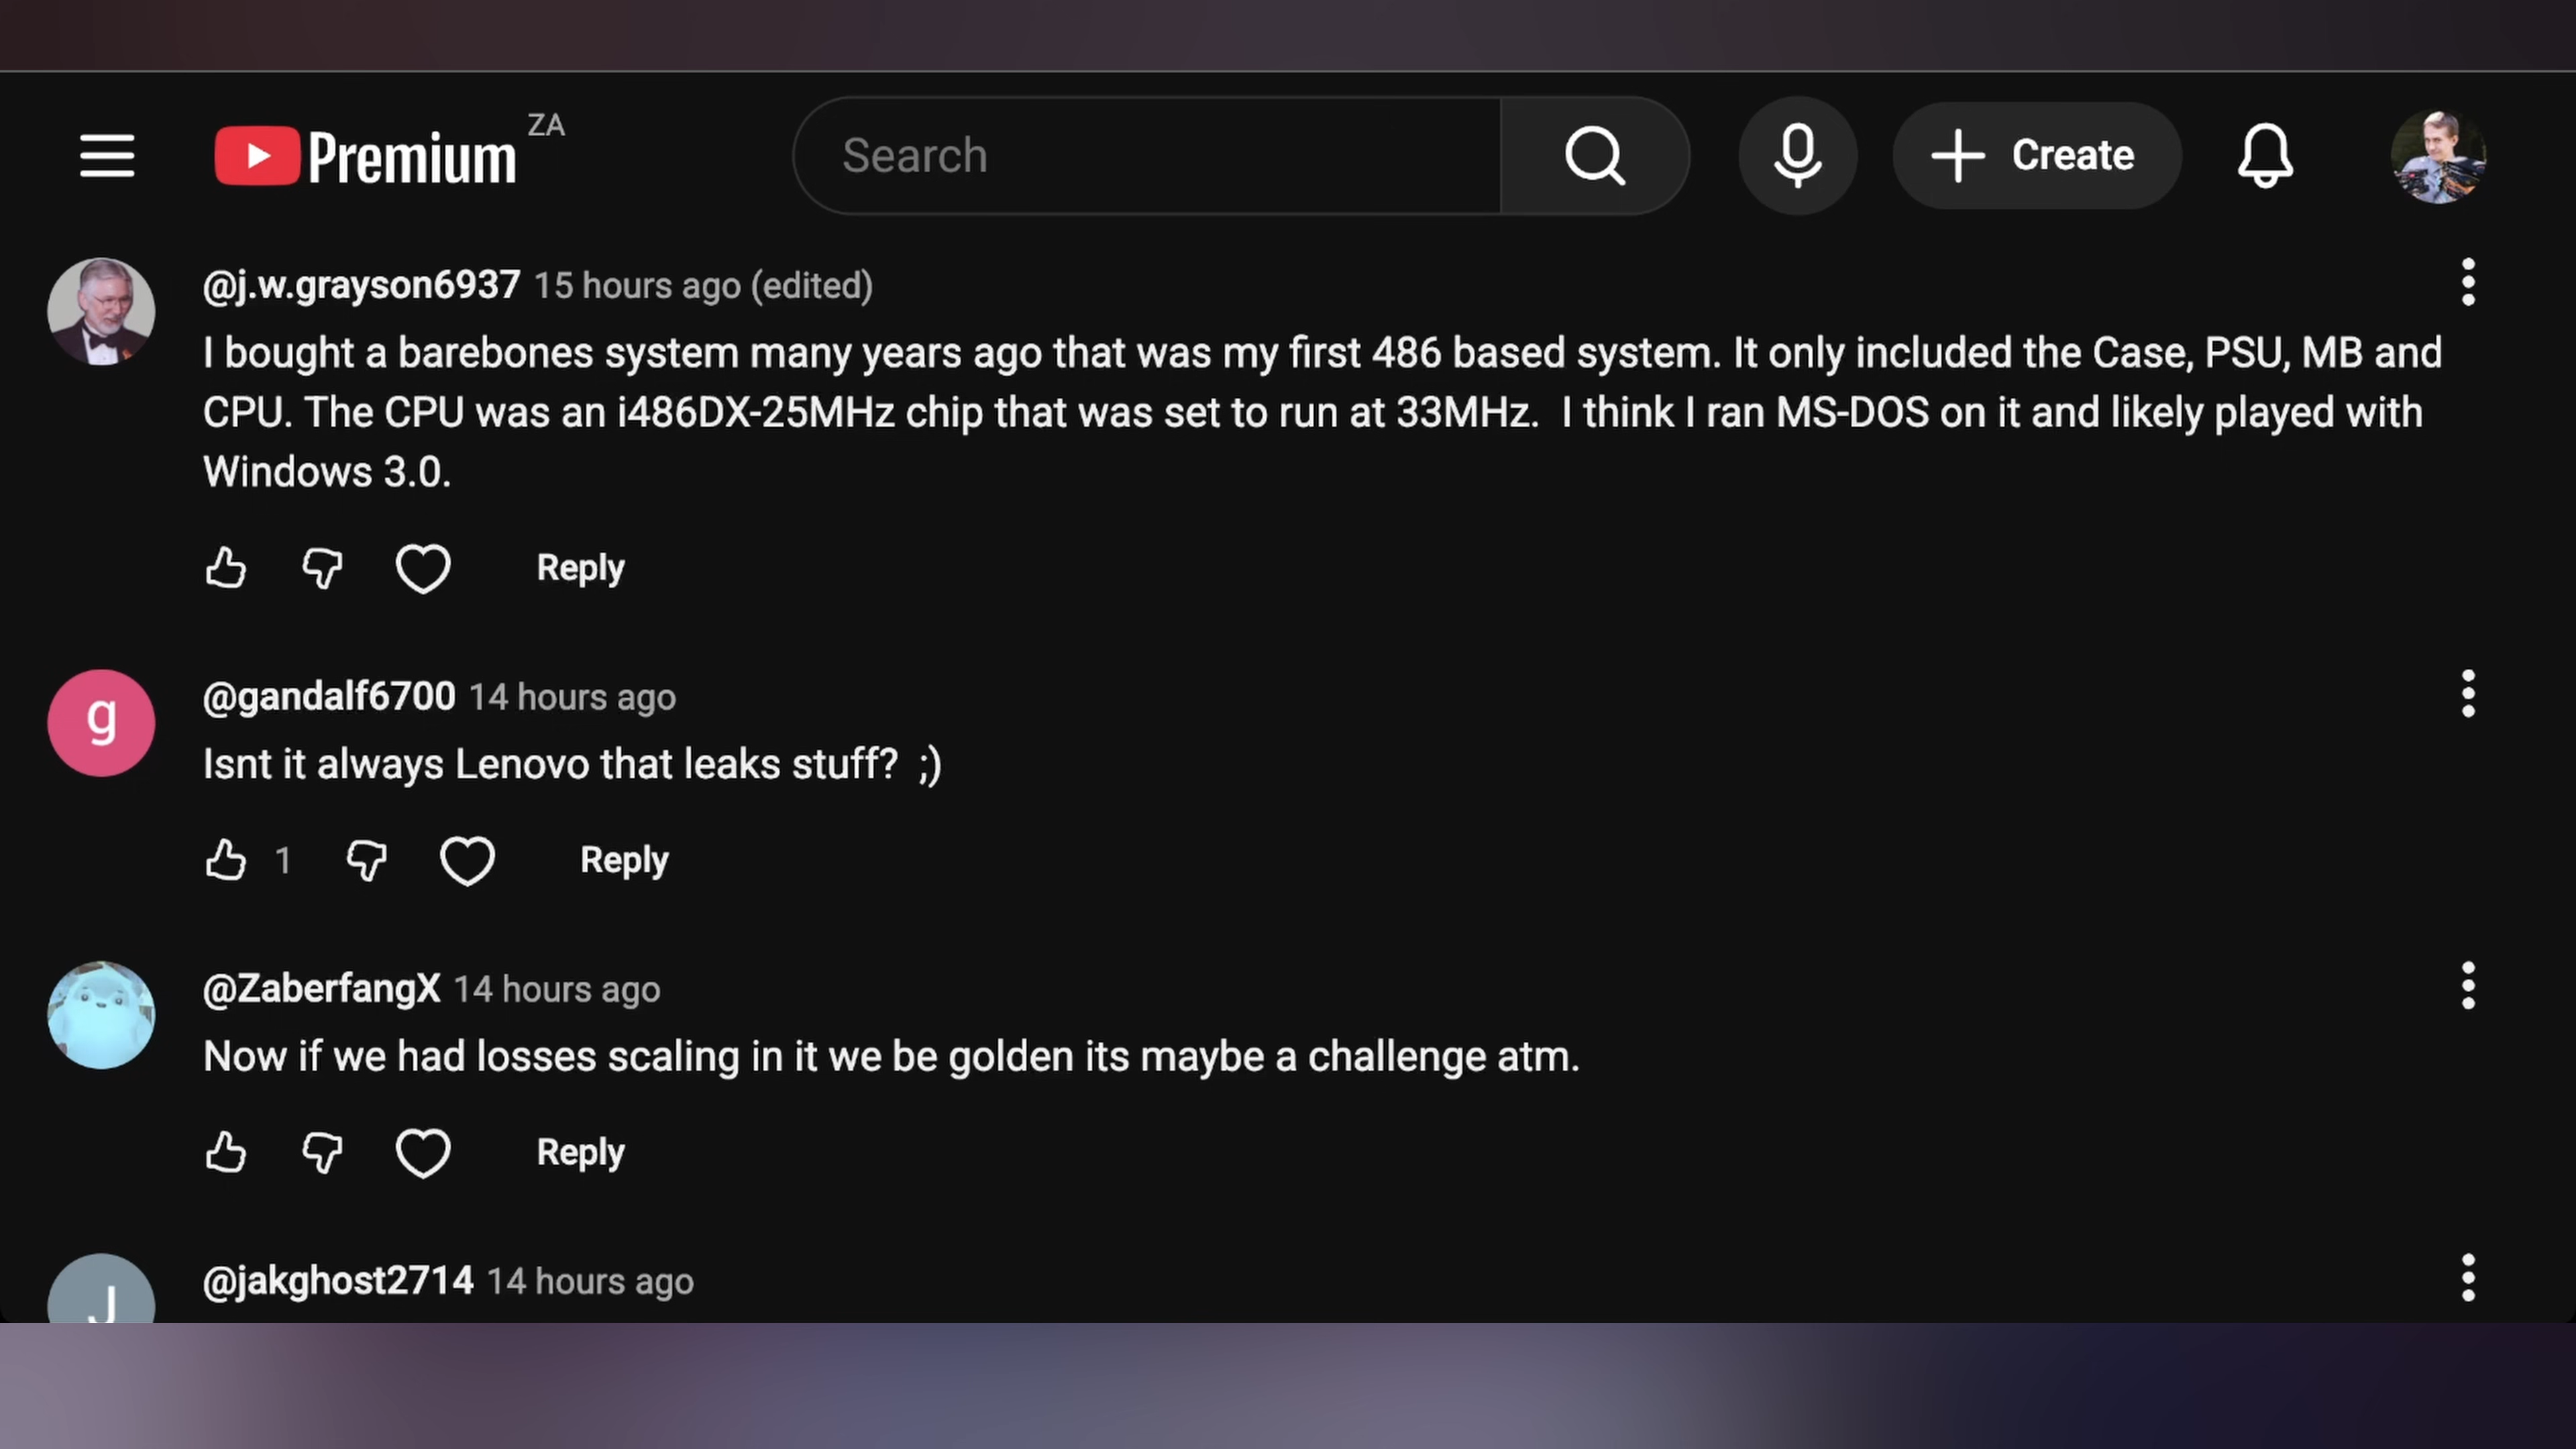 Premium ZA
Search
Create
@j.w.grayson6937 15 hours ago (edited)
I bought a barebones system many years ago that was my first 486 based system. It only included the Case, PSU, MB and
CPU. The CPU was an i486DX-25MHz chip that was set to run at 33MHz.  I think I ran MS-DOS on it and likely played with
Windows 3.0.
Reply
g
@gandalf6700 14 hours ago
Isnt it always Lenovo that leaks stuff?  ;)
1
Reply
@ZaberfangX 14 hours ago
Now if we had losses scaling in it we be golden its maybe a challenge atm.
Reply
J
@jakghost2714 14 hours ago